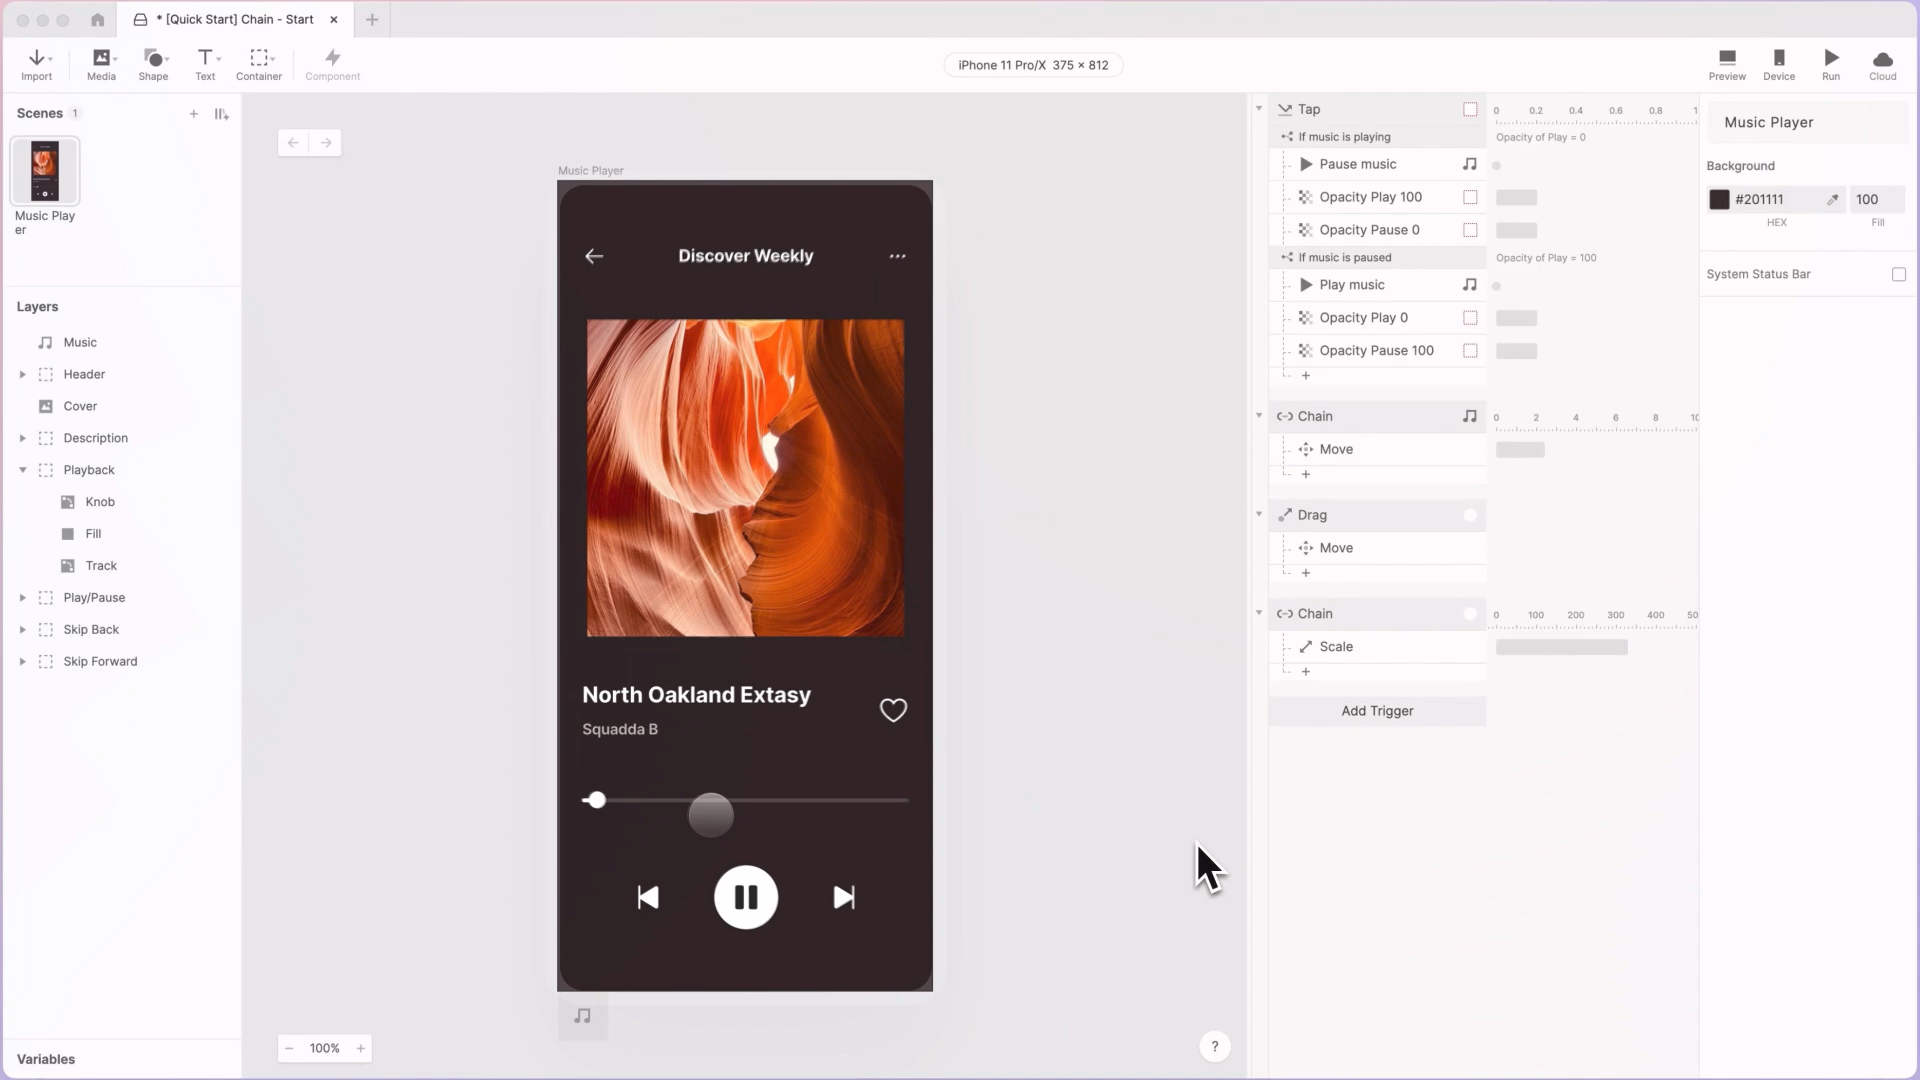 * [Quick Start] Chain - Start
Import
Media
Shape
Text
Container
Component
iPhone 11 Pro/X 375 × 812
Preview
Device
Run
Cloud
Scenes 1
Music Play
er
Layers
Music
Header
Cover
Description
Playback
Knob
Fill
Track
Play/Pause
Skip Back
Skip Forward
Variables
Music Player
Discover Weekly
North Oakland Extasy
Squadda B
100%
?
Tap
0 0.2 0.4 0.6 0.8 1
If music is playing
Opacity of Play = 0
Pause music
Opacity Play 100
Opacity Pause 0
If music is paused
Opacity of Play = 100
Play music
Opacity Play 0
Opacity Pause 100
Chain
0 2 4 6 8 10
Move
Drag
Move
Chain
0 100 200 300 400 50
Scale
Add Trigger
Music Player
Background
#201111
100
HEX
Fill
System Status Bar